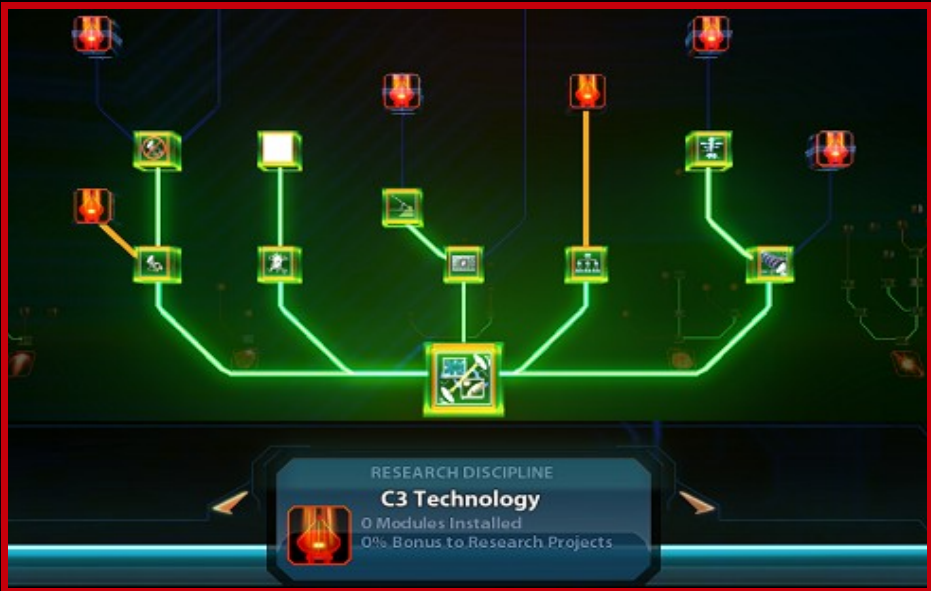 RESEARCH DISCIPLINE
C3 Technology
0 Modules Installed
0% Bonus to Research Projects